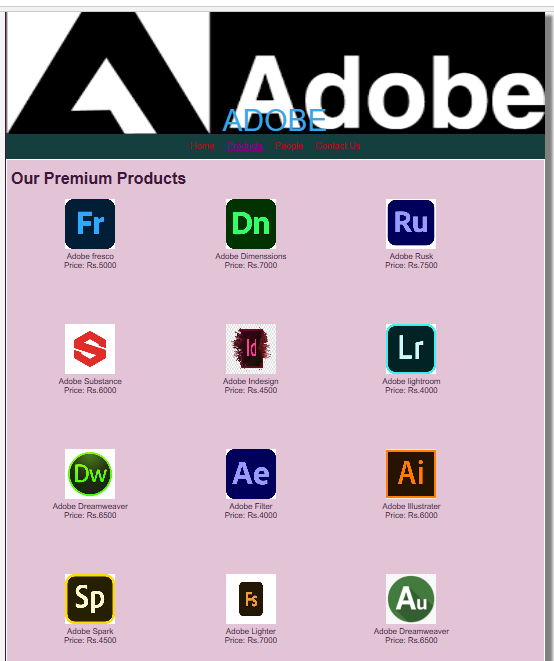 Adobe
ADOBE
Home Products People Contact Us
Our Premium Products
Fr Dn Ru
Adobe fresco Adobe Dimenssions Adobe Rusk
Price: Rs.5000 Price: Rs.7000 Price: Rs.7500
Id Lr
Adobe Substance Adobe Indesign Adobe lightroom
Price: Rs.6000 Price: Rs.4500 Price: Rs.4000
Dw Ae Ai
Adobe Dreamweaver Adobe Filter Adobe Illustrater
Price: Rs.6500 Price: Rs.4000 Price: Rs.6000
Sp Fs Au
Adobe Spark Adobe Lighter Adobe Dreamweaver
Price: Rs.4500 Price: Rs.7000 Price: Rs.6500